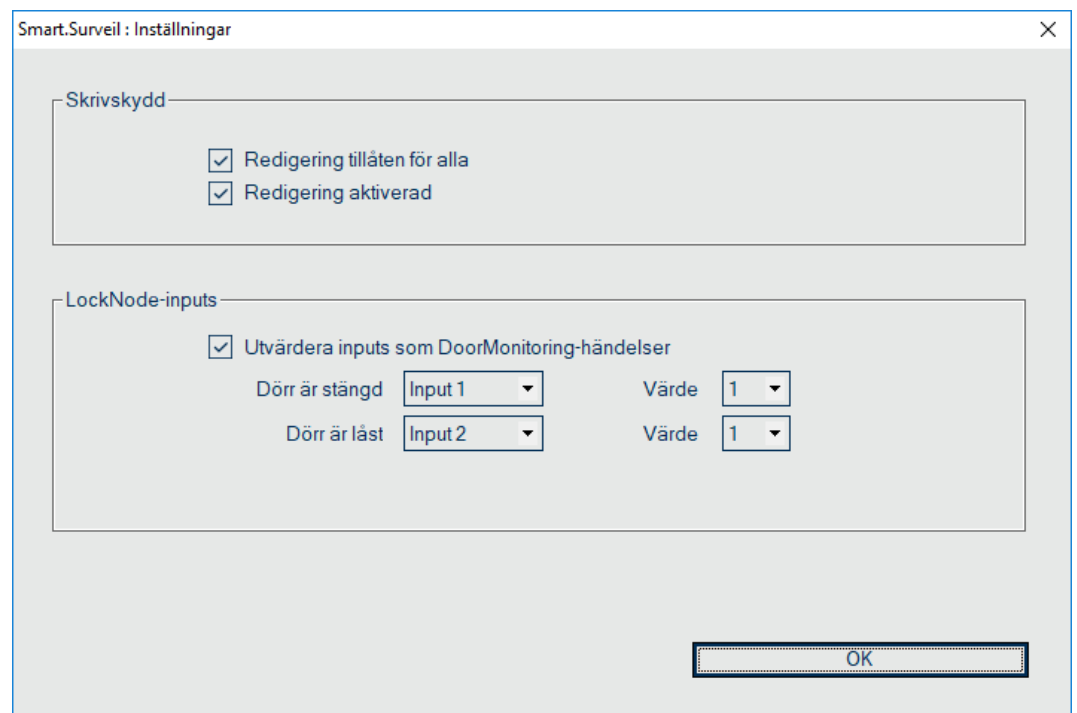 Smart.Surveil : Inställningar
Skrivskydd
Redigering tillåten för alla
Redigering aktiverad
LockNode-inputs
Utvärdera inputs som DoorMonitoring-händelser
Dörr är stängd Input 1 Värde 1
Dörr är låst Input 2 Värde 1
OK